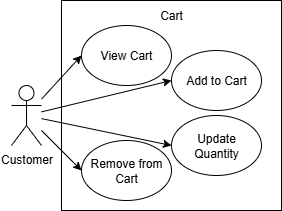 Cart
View Cart
Add to Cart
Update
Quantity
Customer
Remove from
Cart